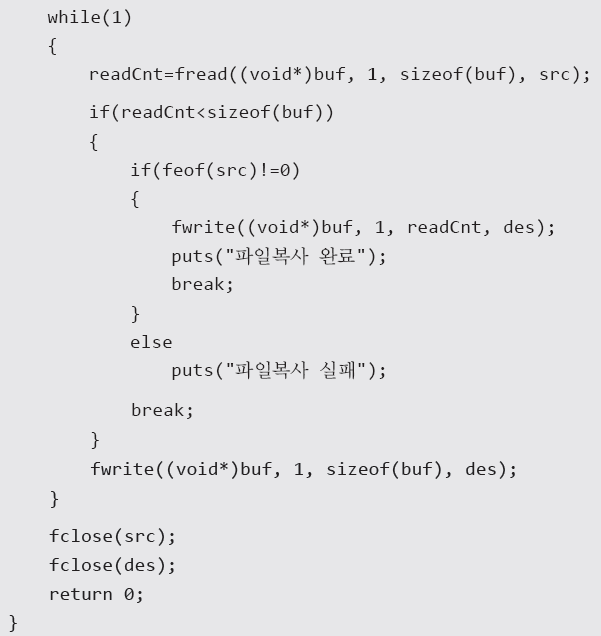 while(1)
{
readCnt=fread((void*)buf, 1, sizeof(buf), src);
if(readCnt<sizeof(buf))
{
if(feof(src)!=0)
{
fwrite((void*)buf, 1, readCnt, des);
puts("파일복사 완료");
break;
}
else
puts("파일복사 실패");
break;
}
fwrite((void*)buf, 1, sizeof(buf), des);
}
fclose(src);
fclose(des);
return 0;
}